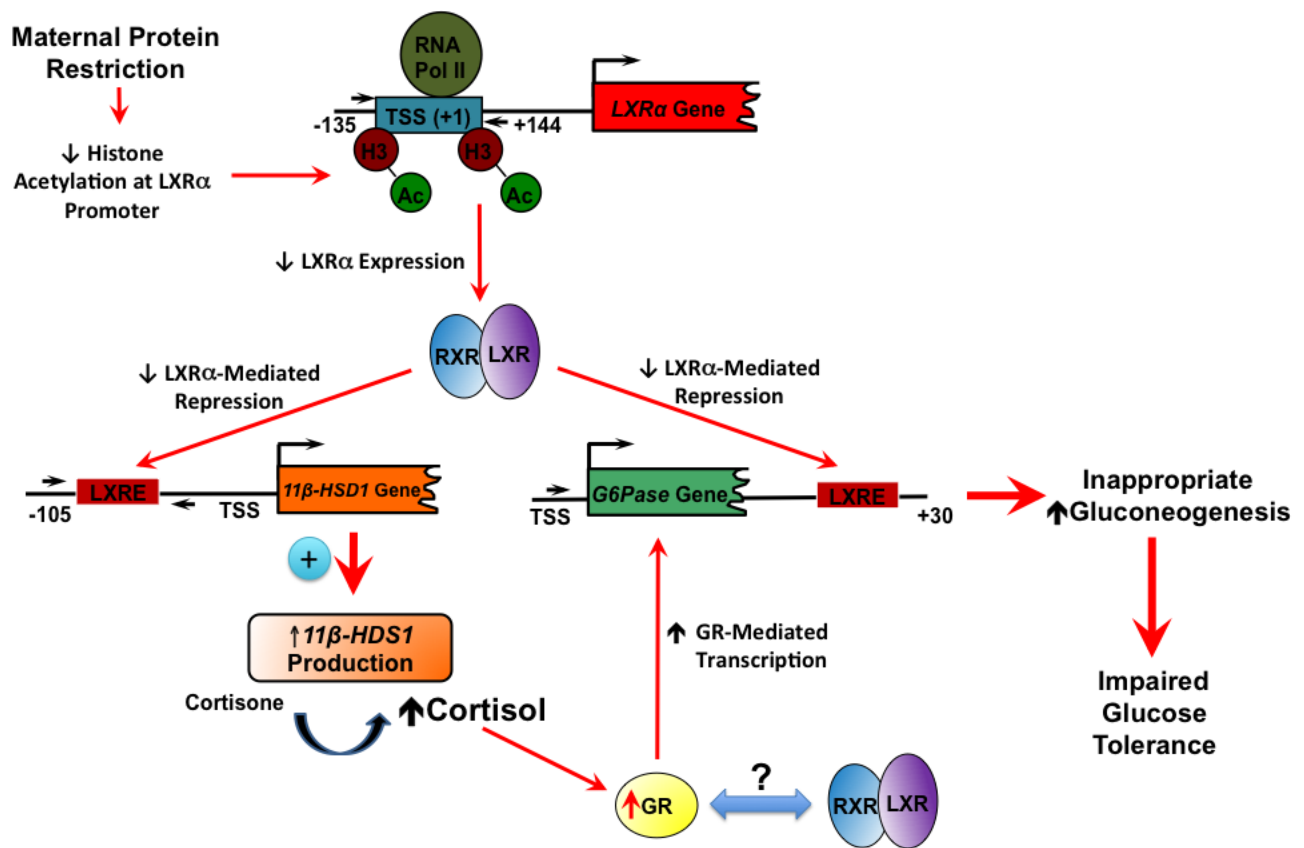 Maternal Protein
Restriction
↓ Histone
Acetylation at LXRα
Promoter
RNA
Pol II
TSS (+1)
-135
+144
LXRα Gene
H3
H3
Ac
Ac
↓ LXRα Expression
RXR
LXR
↓ LXRα-Mediated
Repression
↓ LXRα-Mediated
Repression
LXRE
-105
TSS
11β-HSD1 Gene
TSS
G6Pase Gene
LXRE
+30
Inappropriate
↑Gluconeogenesis
+
↑11β-HDS1
Production
↑ GR-Mediated
Transcription
Impaired
Glucose
Tolerance
Cortisone
↑Cortisol
↑GR
?
RXR
LXR